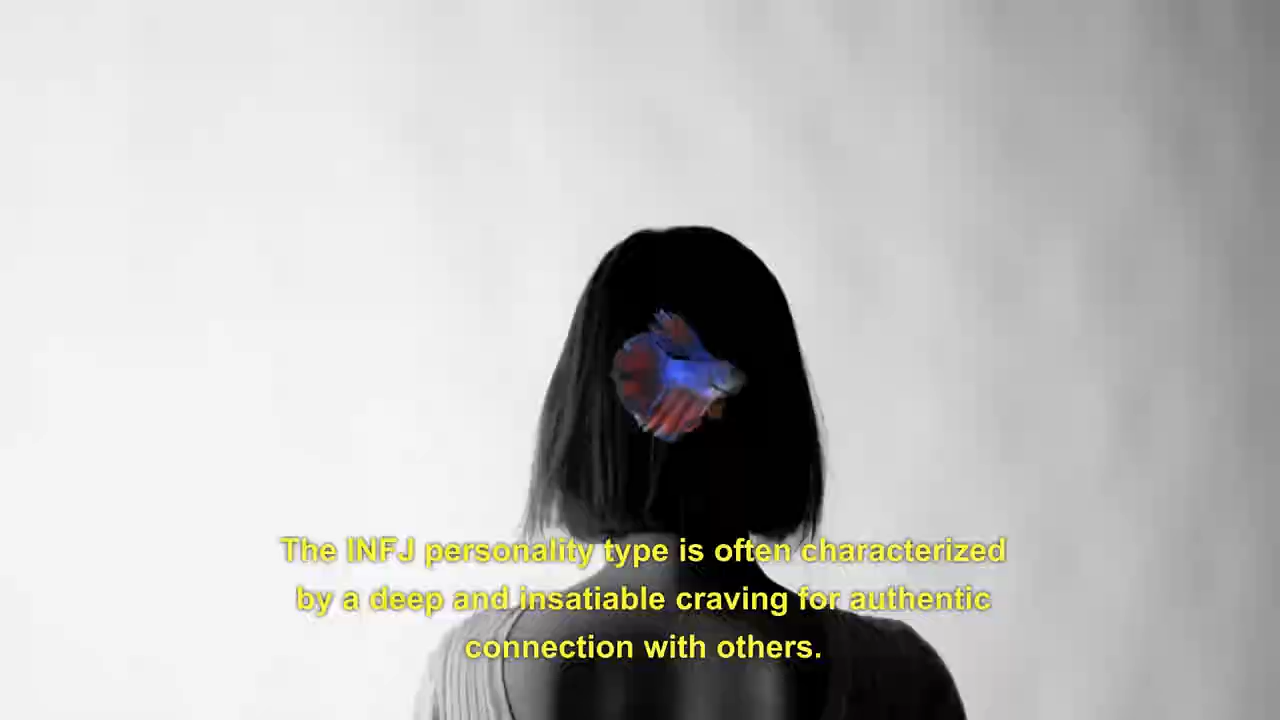 The INFJ personality type is often characterized
by a deep and insatiable craving for authentic
connection with others.